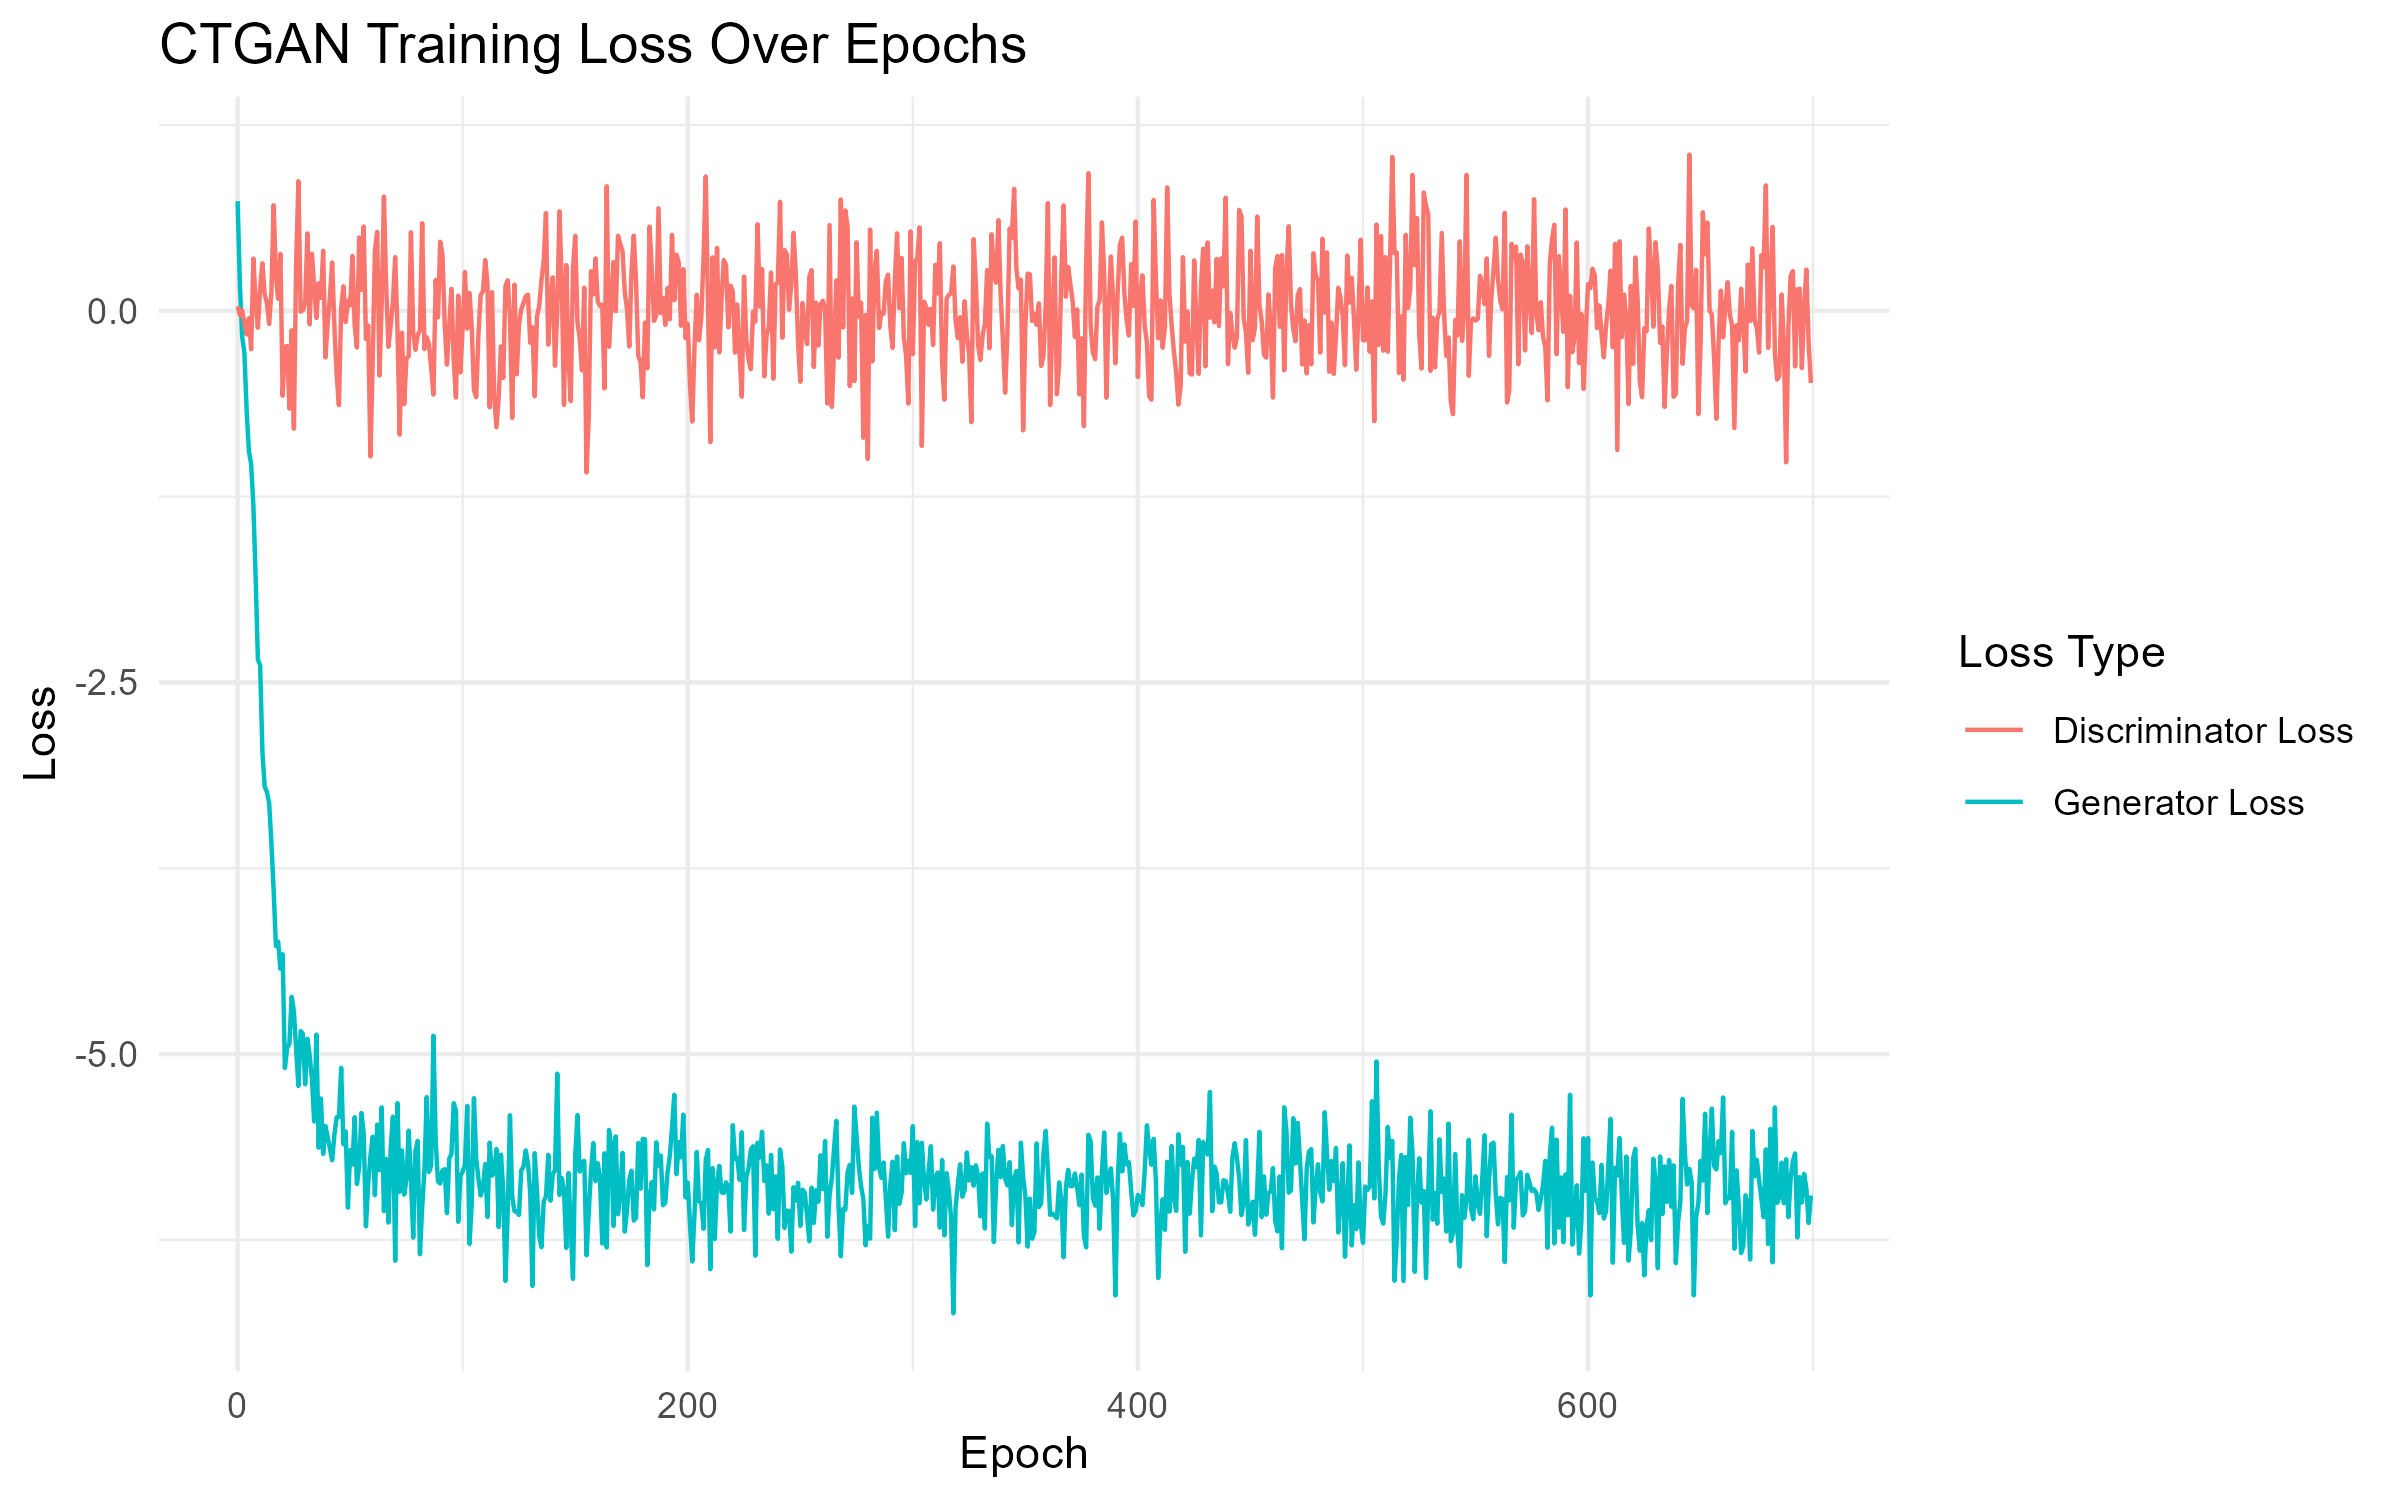 CTGAN Training Loss Over Epochs
0.0
-2.5
-5.0
Loss
0
200
400
600
Epoch
Loss Type
Discriminator Loss
Generator Loss